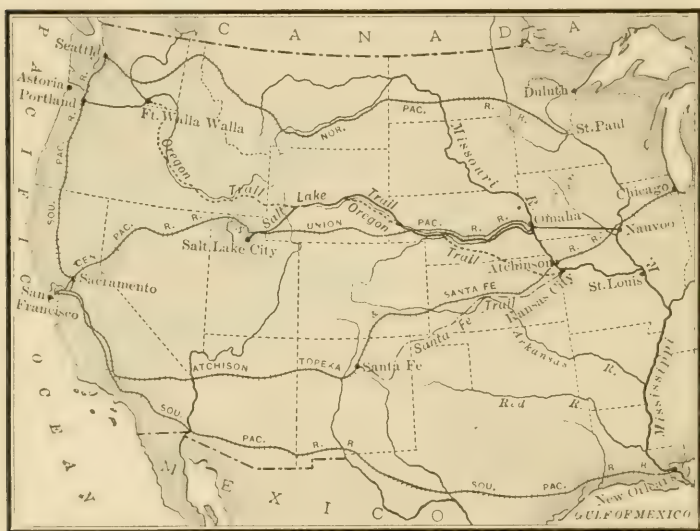 C A N A D A
PACIFIC OCEAN
Seattle
Astoria
Portland
Ft. Walla Walla
Oregon Trail
NOR. PAC. R. R.
Missouri R.
Duluth
St. Paul
Chicago
SOU. PAC. R. R.
Salt Lake Trail
Oregon
UNION PAC. R. R.
Omaha
Nauvoo
CEN. PAC. R. R.
Salt Lake City
Trail
Atchinson
R. R.
Sacramento
San Francisco
Kansas City
St. Louis
ATCHISON TOPEKA & SANTA FE
Santa Fe Trail
Santa Fe
Arkansas R.
Red R.
Mississippi R.
SOU. PAC. R. R.
SOU. PAC. R. R.
New Orleans
M E X I C O
GULF OF MEXICO